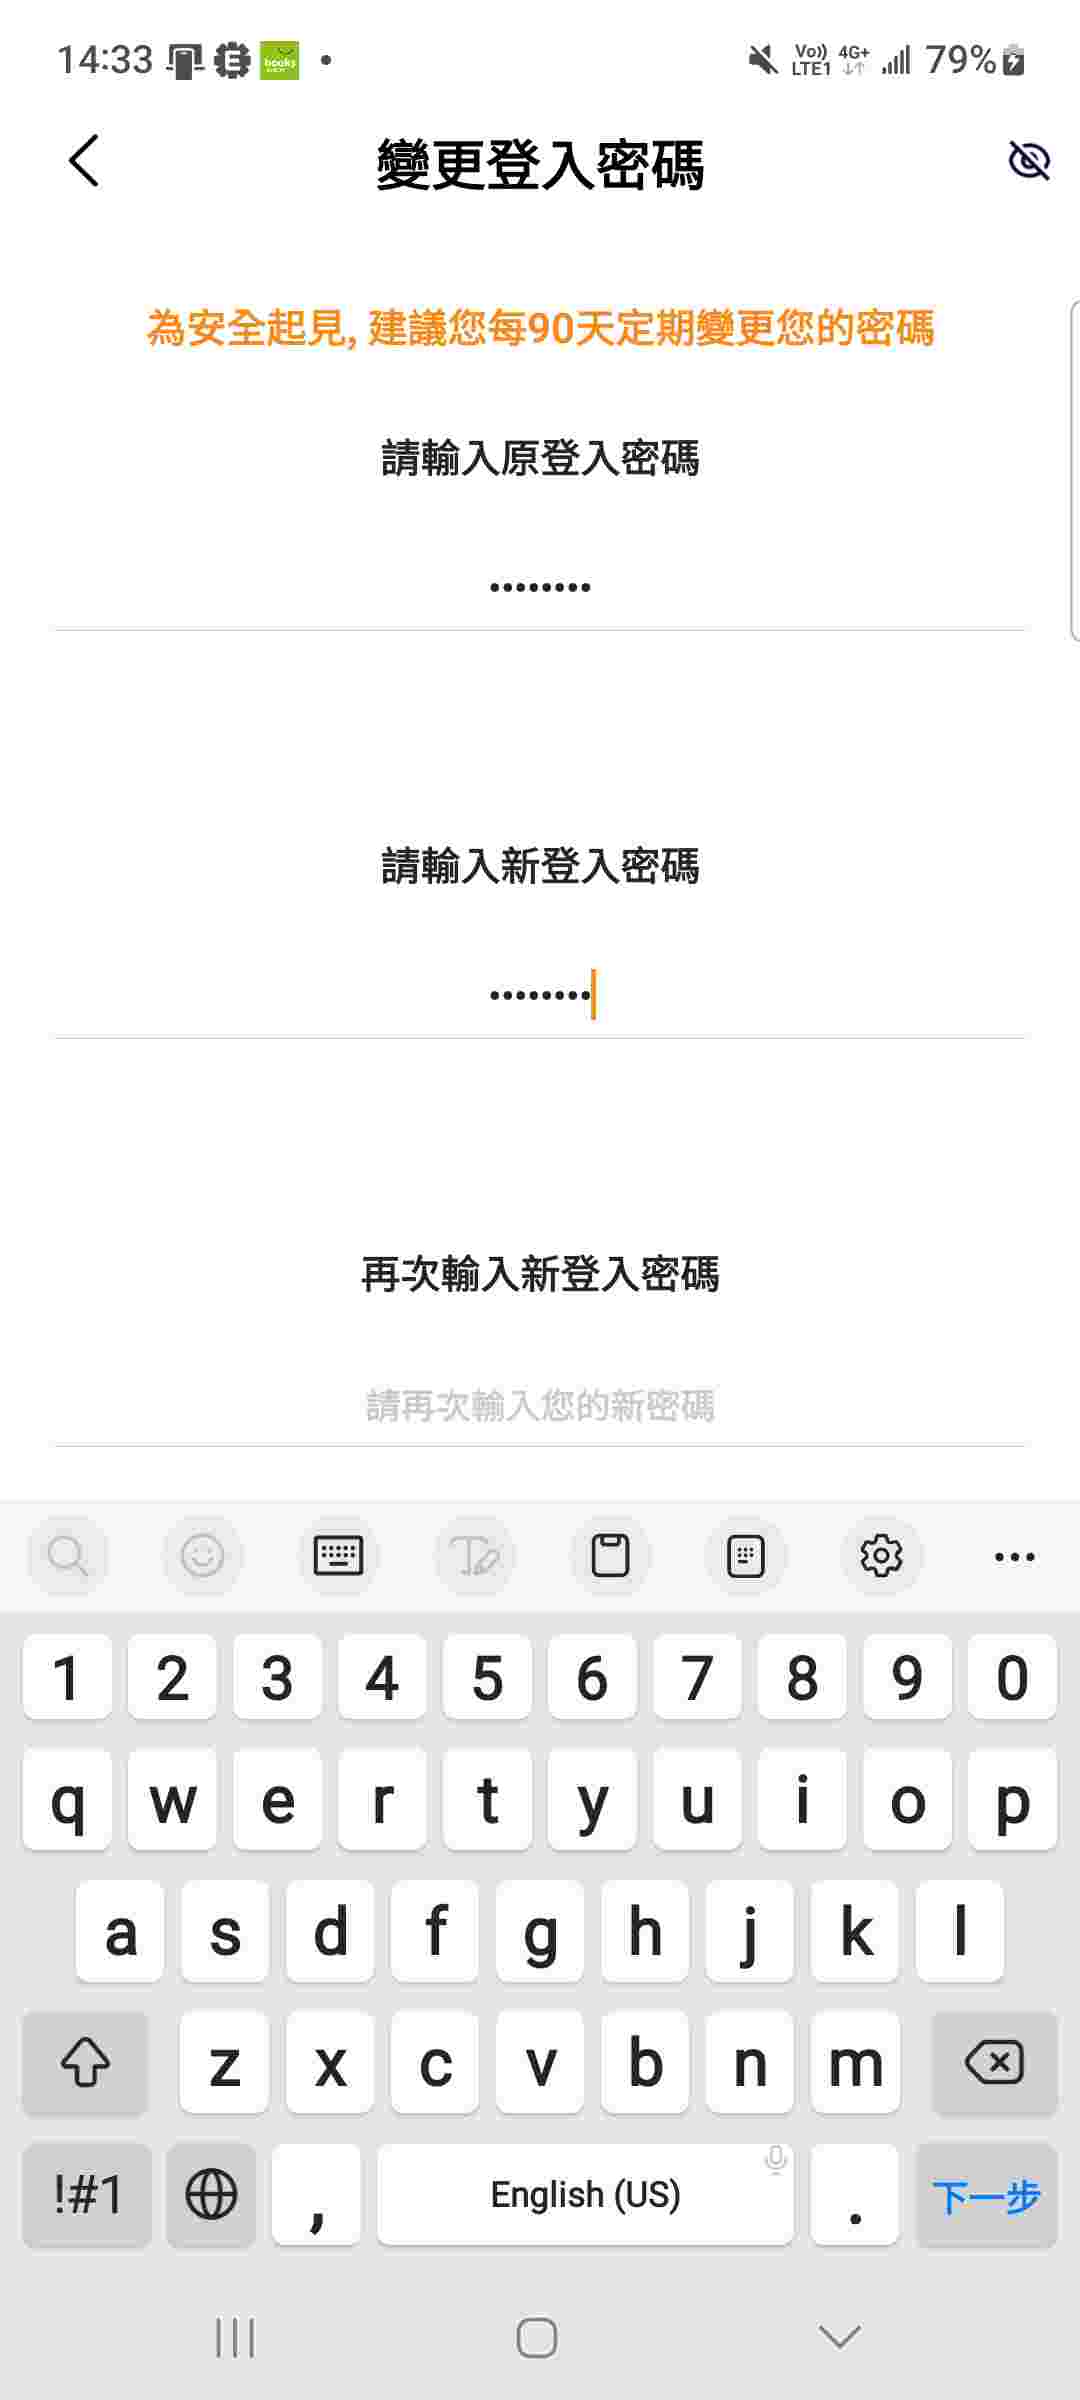 14:33
books
Vo))
LTE1
4G+
79%
變更登入密碼
為安全起見, 建議您每90天定期變更您的密碼
請輸入原登入密碼
••••••••
請輸入新登入密碼
••••••••
再次輸入新登入密碼
請再次輸入您的新密碼
1 2 3 4 5 6 7 8 9 0
q w e r t y u i o p
a s d f g h j k l
z x c v b n m
!#1 , English (US) . 下一步